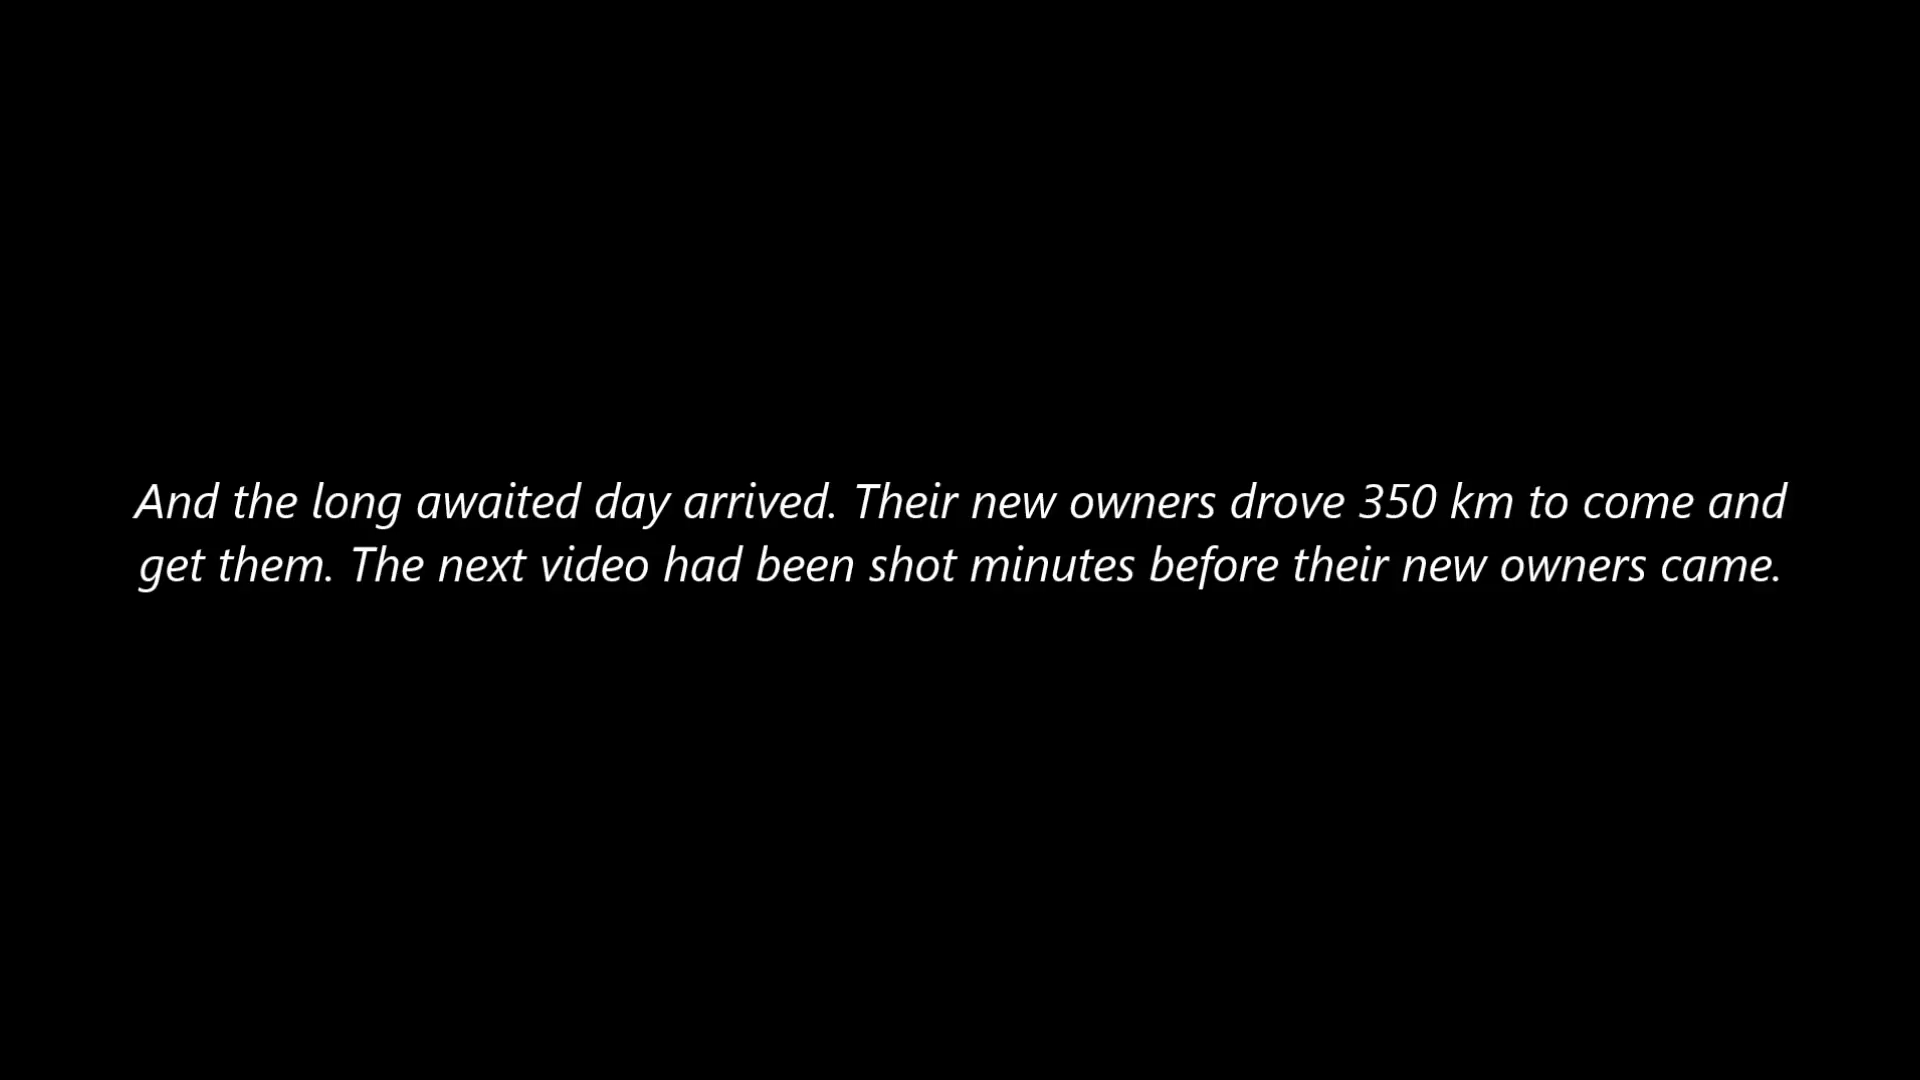 And the long awaited day arrived. Their new owners drove 350 km to come and
get them. The next video had been shot minutes before their new owners came.